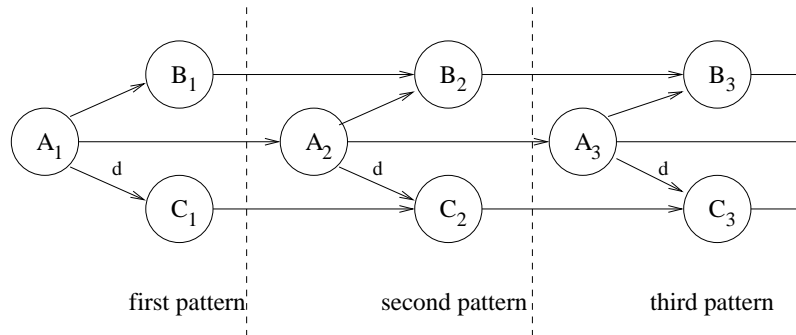 B1
B2
B3
A1
A2
A3
d
d
d
C1
C2
C3
first pattern
second pattern
third pattern